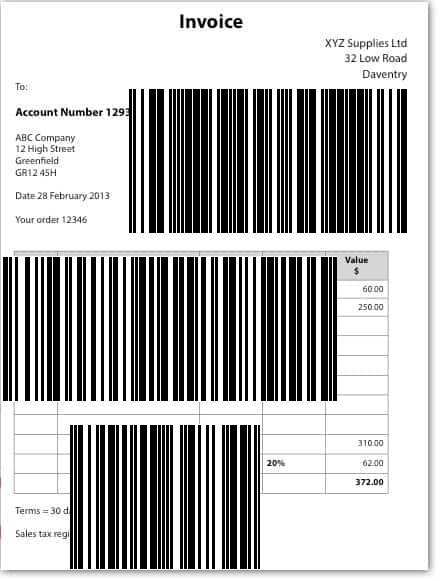 Invoice
XYZ Supplies Ltd
32 Low Road
Daventry
To:
Account Number 1293
ABC Company
12 High Street
Greenfield
GR12 4SH
Date 28 February 2013
Your order 12346
Value
$
60.00
250.00
310.00
20% 62.00
372.00
Terms = 30
Sales tax